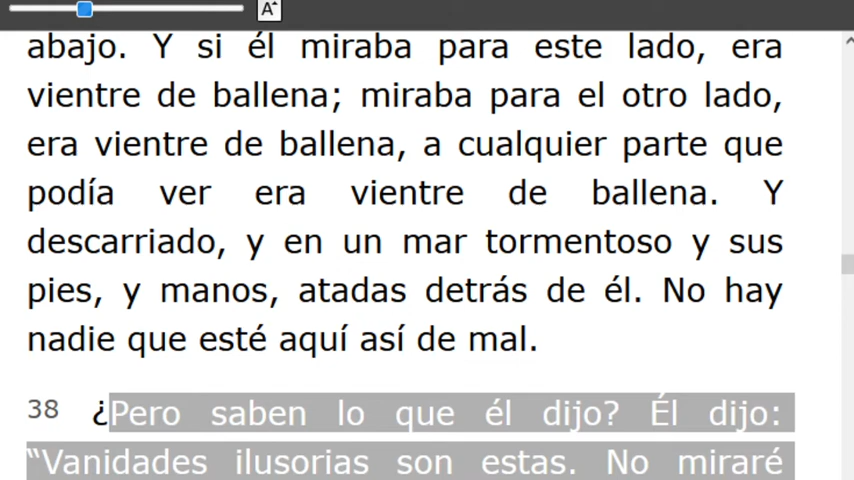 A
abajo. Y si él miraba para este lado, era
vientre de ballena; miraba para el otro lado,
era vientre de ballena, a cualquier parte que
podía ver era vientre de ballena. Y
descarriado, y en un mar tormentoso y sus
pies, y manos, atadas detrás de él. No hay
nadie que esté aquí así de mal.
38 ¿Pero saben lo que él dijo? Él dijo:
“Vanidades ilusorias son estas. No miraré